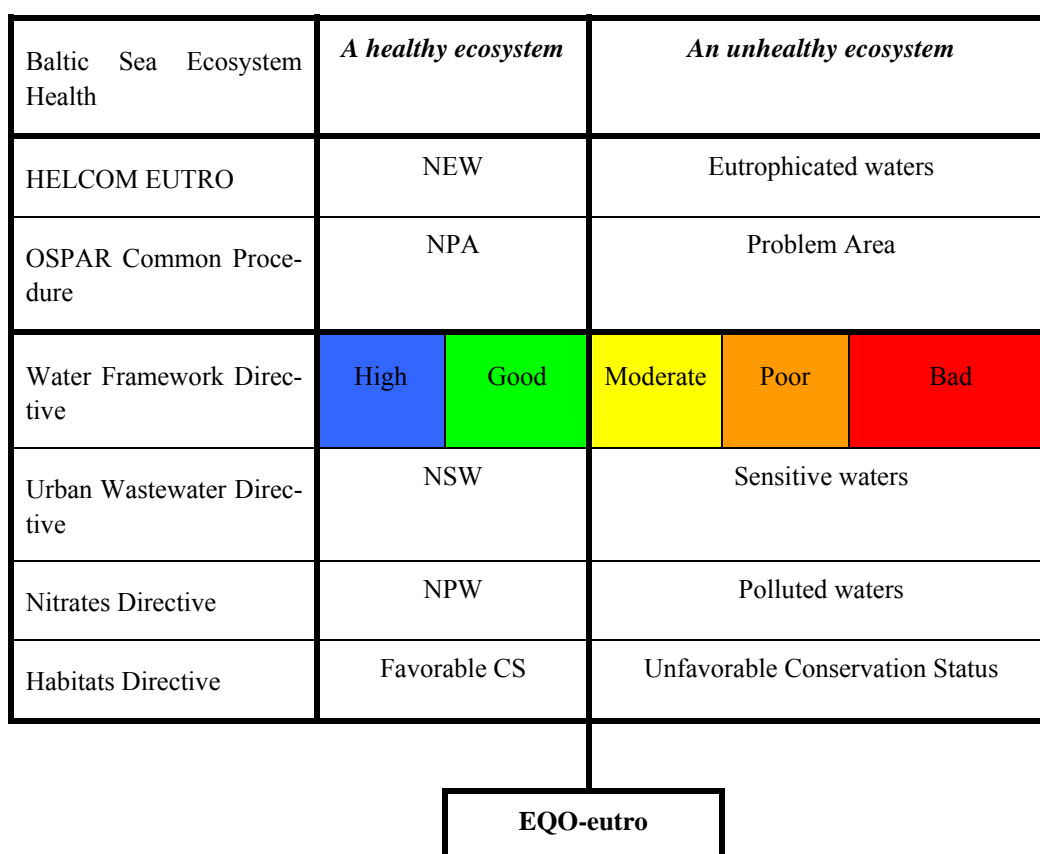 Baltic Sea Ecosystem
Health
A healthy ecosystem
An unhealthy ecosystem
HELCOM EUTRO
NEW
Eutrophicated waters
OSPAR Common Proce-
dure
NPA
Problem Area
Water Framework Direc-
tive
High
Good
Moderate
Poor
Bad
Urban Wastewater Direc-
tive
NSW
Sensitive waters
Nitrates Directive
NPW
Polluted waters
Habitats Directive
Favorable CS
Unfavorable Conservation Status
EQO-eutro